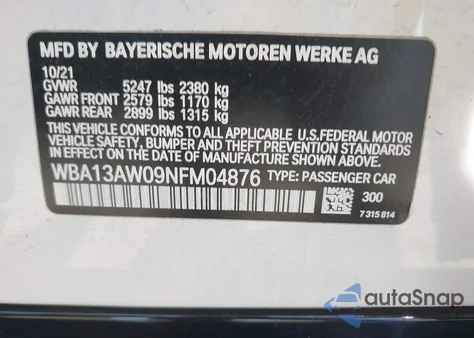 MFD BY BAYERISCHE MOTOREN WERKE AG
10/21
GVWR 5247 lbs 2380 kg
GAWR FRONT 2579 lbs 1170 kg
GAWR REAR 2899 lbs 1315 kg
THIS VEHICLE CONFORMS TO ALL APPLICABLE U.S.FEDERAL MOTOR
VEHICLE SAFETY, BUMPER AND THEFT PREVENTION STANDARDS IN
EFFECT ON THE DATE OF MANUFACTURE SHOWN ABOVE.
WBA13AW09NFM04876 TYPE: PASSENGER CAR
300
7315814
autoSnap